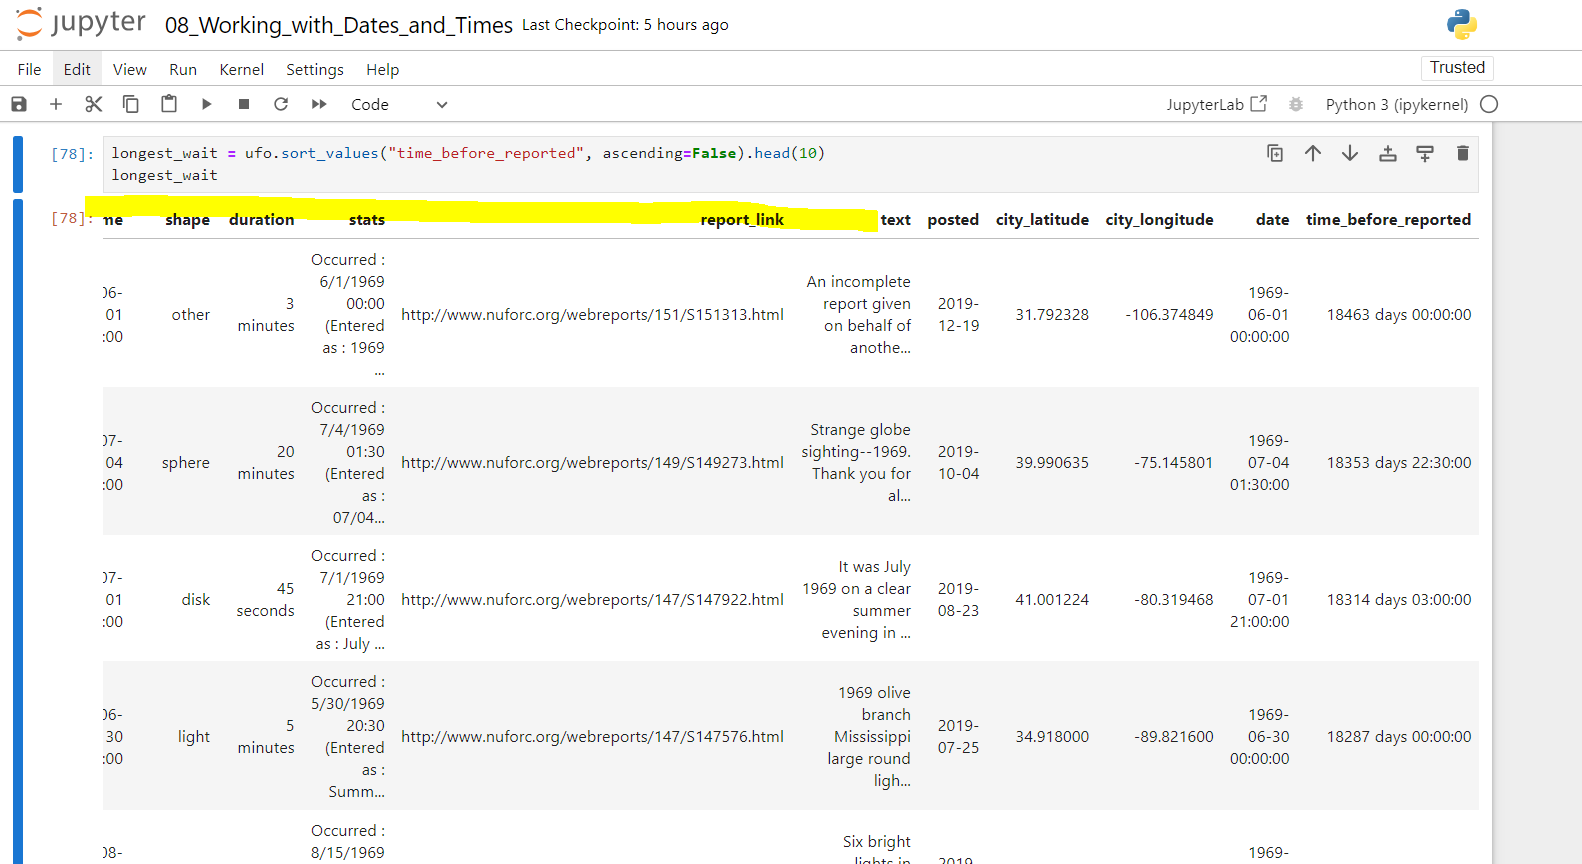 jupyter 08_Working_with_Dates_and_Times Last Checkpoint: 5 hours ago
File Edit View Run Kernel Settings Help Trusted
Code JupyterLab Python 3 (ipykernel)
[78]: longest_wait = ufo.sort_values("time_before_reported", ascending=False).head(10)
longest_wait
[78]: me shape duration stats report_link text posted city_latitude city_longitude date time_before_reported
Occurred :
6/1/1969
00:00
(Entered
as : 1969
...
06-
01
:00
other
3
minutes
http://www.nuforc.org/webreports/151/S151313.html
An incomplete
report given
on behalf of
anothe...
2019-
12-19
31.792328
-106.374849
1969-
06-01
00:00:00
18463 days 00:00:00
07-
04
:00
sphere
20
minutes
Occurred :
7/4/1969
01:30
(Entered
as :
07/04...
http://www.nuforc.org/webreports/149/S149273.html
Strange globe
sighting--1969.
Thank you for
al...
2019-
10-04
39.990635
-75.145801
1969-
07-04
01:30:00
18353 days 22:30:00
07-
01
:00
disk
45
seconds
Occurred :
7/1/1969
21:00
(Entered
as : July ...
http://www.nuforc.org/webreports/147/S147922.html
It was July
1969 on a clear
summer
evening in ...
2019-
08-23
41.001224
-80.319468
1969-
07-01
21:00:00
18314 days 03:00:00
06-
30
:00
light
5
minutes
Occurred :
5/30/1969
20:30
(Entered
as :
Summ...
http://www.nuforc.org/webreports/147/S147576.html
1969 olive
branch
Mississippi
large round
ligh...
2019-
07-25
34.918000
-89.821600
1969-
06-30
00:00:00
18287 days 00:00:00
08-
Occurred :
8/15/1969
Six bright
lights in
2019-
1969-